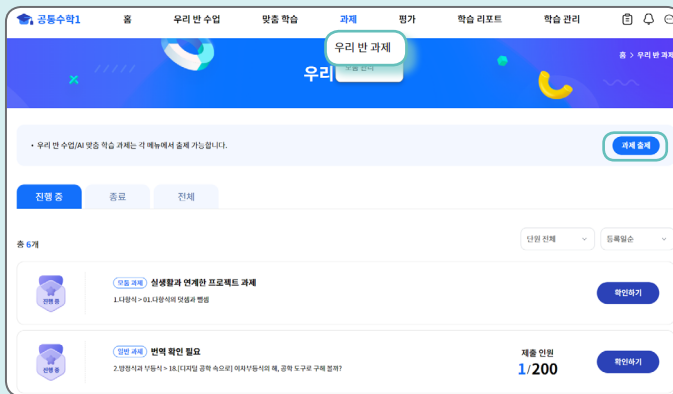 공통수학1 홈 우리 반 수업 맞춤 학습 과제 평가 학습 리포트 학습 관리
우리 반 과제
홈 > 우리 반 과제
우리
모둠 관리
• 우리 반 수업/AI 맞춤 학습 과제는 각 메뉴에서 출제 가능합니다.
과제 출제
진행 중 종료 전체
총 6개
단원 전체 등록일순
진행 중
모둠 과제 실생활과 연계한 프로젝트 과제
1.다항식 > 01.다항식의 덧셈과 뺄셈
확인하기
진행 중
일반 과제 번역 확인 필요
2.방정식과 부등식 > 18.[디지털 공학 속으로] 이차부등식의 해, 공학 도구로 구해 볼까?
제출 인원
1/200
확인하기